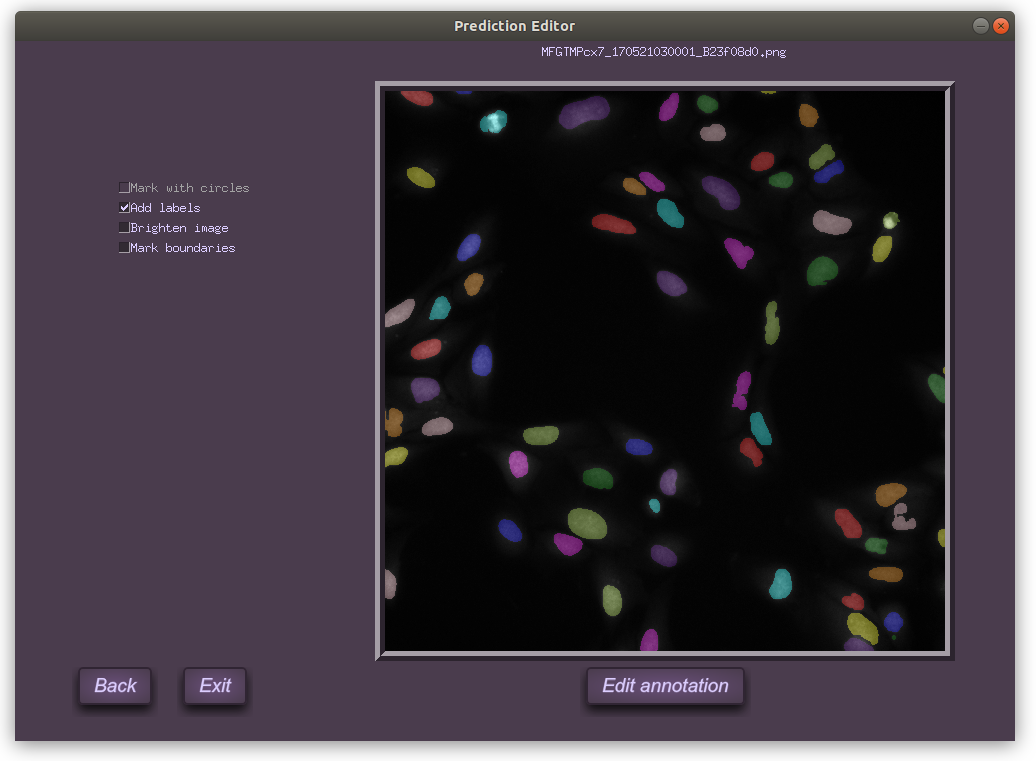 Prediction Editor
MFGTMPcx7_170521030001_B23f08d0.png
Mark with circles
Add labels
Brighten image
Mark boundaries
Back
Exit
Edit annotation